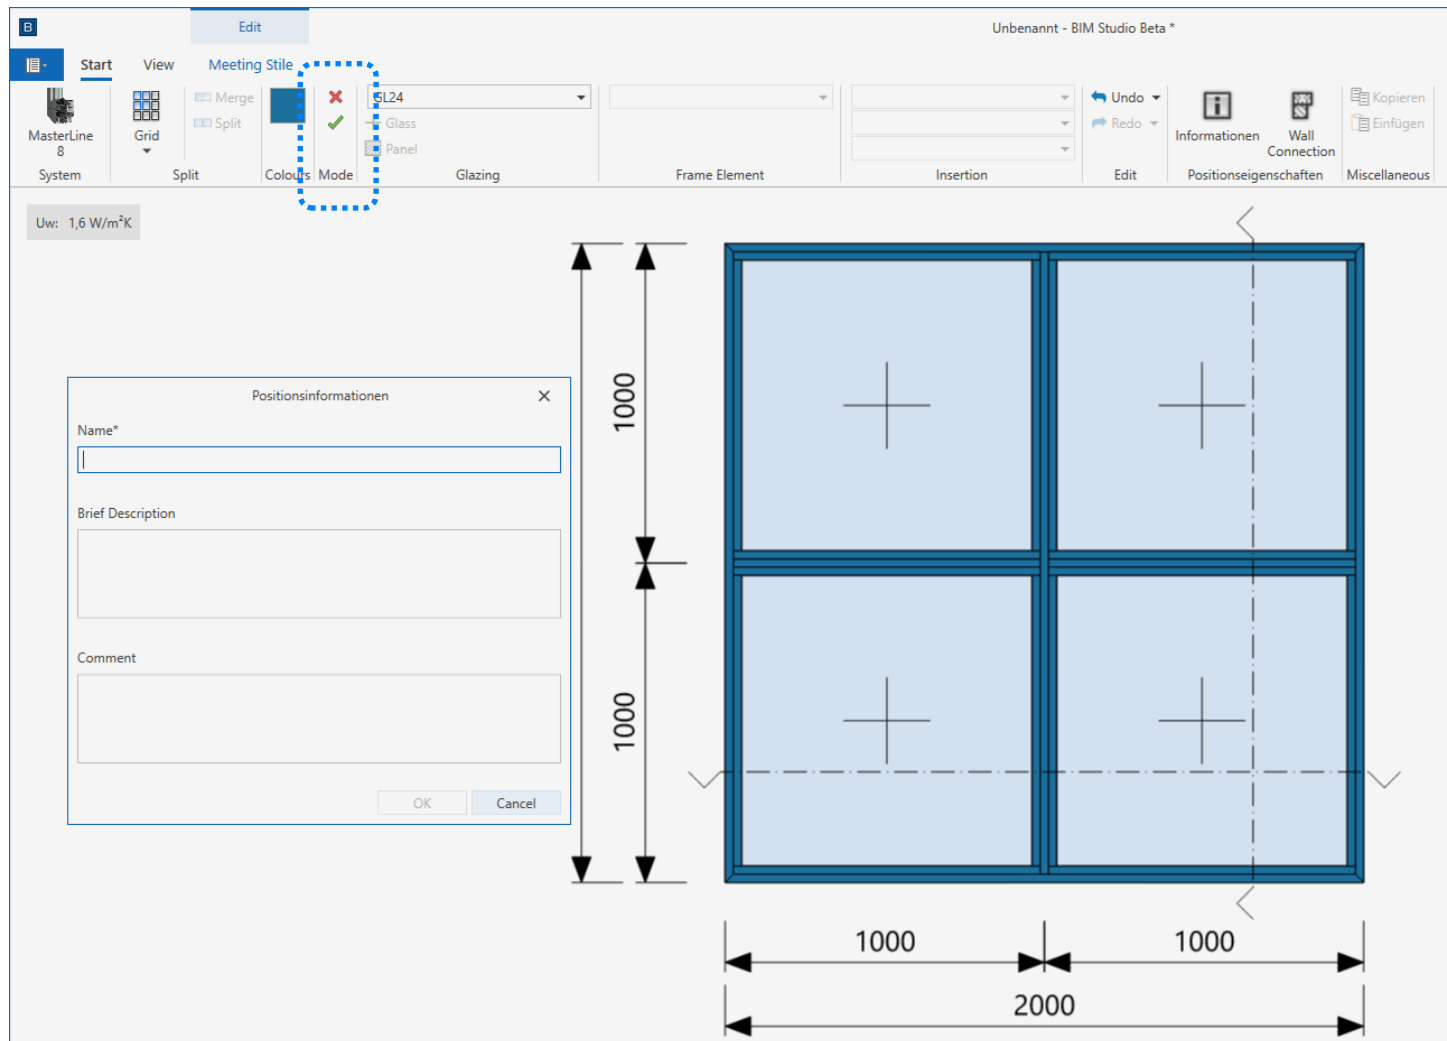 B
Edit
Unbenannt - BIM Studio Beta *
Start
View
Meeting Stile
MasterLine
8
System
Grid
Merge
Split
Split
Colours
Mode
GL24
Glass
Panel
Glazing
Frame Element
Insertion
Undo
Redo
Edit
Informationen
Wall
Connection
Positionseigenschaften
Kopieren
Einfügen
Miscellaneous
Uw: 1,6 W/m²K
Positionsinformationen
Name*
Brief Description
Comment
OK
Cancel
1000
1000
1000
1000
2000